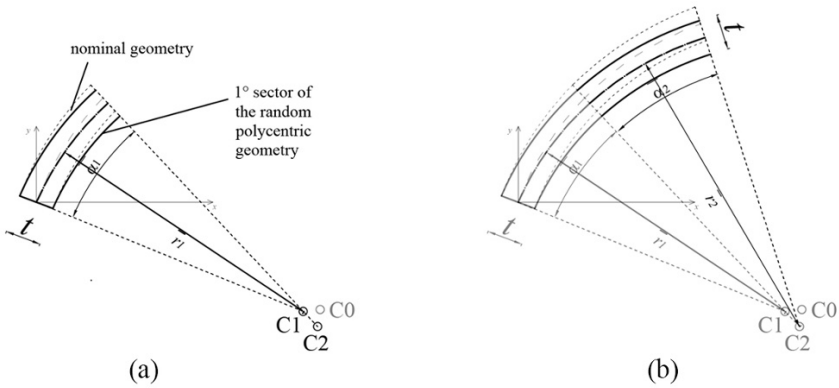 nominal geometry
1° sector of
the random
polycentric
geometry
y
x
α1
r1
t
C1
C0
C2
(a)
t
α2
y
x
α1
r2
r1
t
C1
C0
C2
(b)